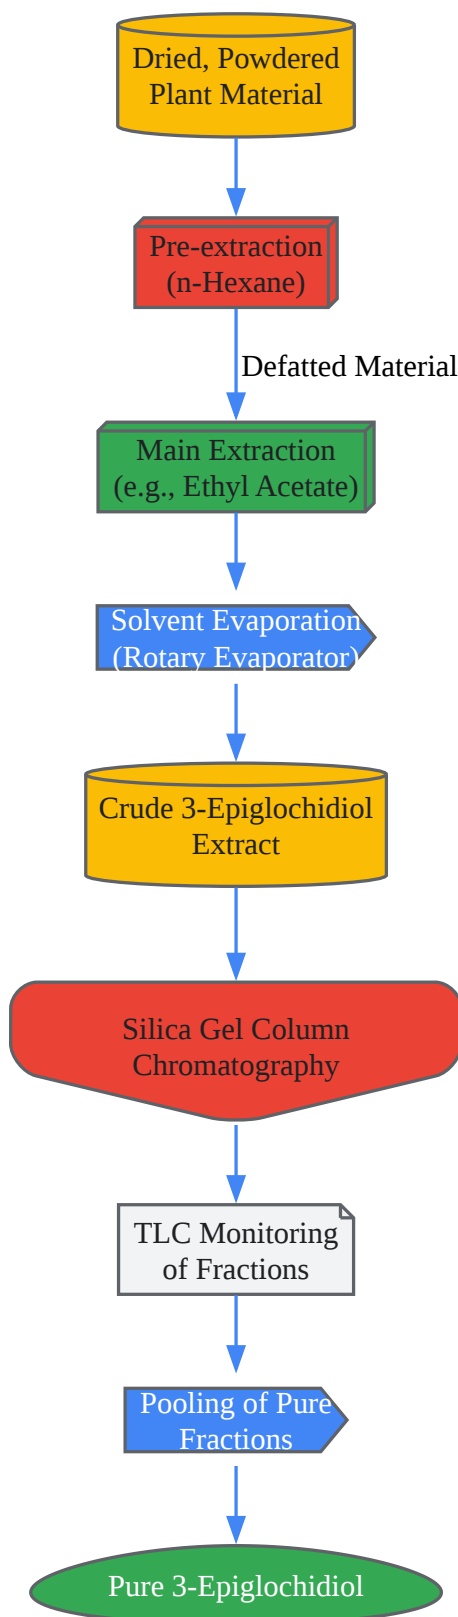 Dried, Powdered
Plant Material
Pre-extraction
(n-Hexane)
Defatted Material
Main Extraction
(e.g., Ethyl Acetate)
Solvent Evaporation
(Rotary Evaporator)
Crude 3-Epiglochidiol
Extract
Silica Gel Column
Chromatography
TLC Monitoring
of Fractions
Pooling of Pure
Fractions
Pure 3-Epiglochidiol